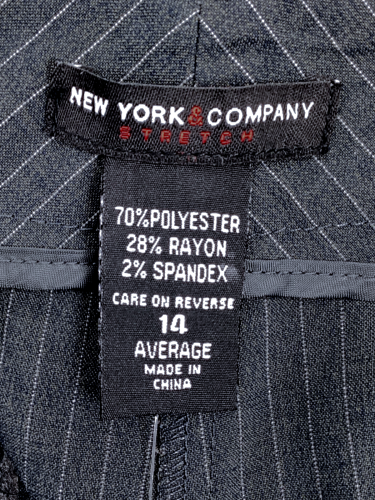 NEW YORK & COMPANY
STRETCH
70%POLYESTER
28% RAYON
2% SPANDEX
CARE ON REVERSE
14
AVERAGE
MADE IN
CHINA